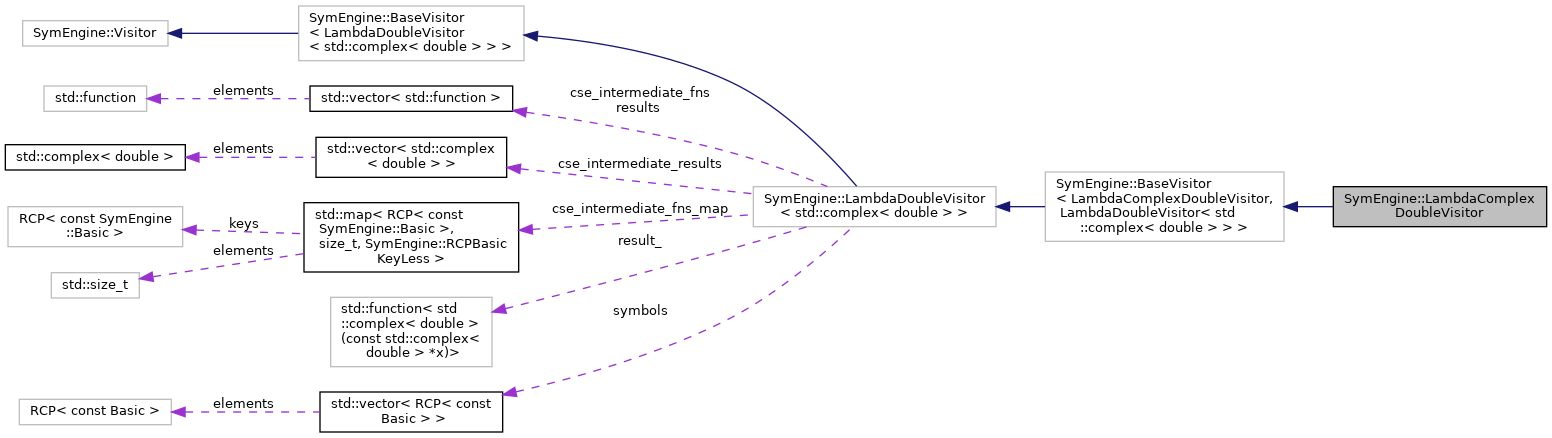 SymEngine::Visitor
SymEngine::BaseVisitor
< LambdaDoubleVisitor
< std::complex< double > > >
std::function
elements
std::vector< std::function >
cse_intermediate_fns
results
std::complex< double >
elements
std::vector< std::complex
< double > >
cse_intermediate_results
RCP< const SymEngine
::Basic >
keys
std::size_t
elements
std::map< RCP< const
SymEngine::Basic >,
size_t, SymEngine::RCPBasic
KeyLess >
cse_intermediate_fns_map
std::function< std
::complex< double >
(const std::complex<
double > *x)>
result_
RCP< const Basic >
elements
std::vector< RCP< const
Basic > >
symbols
SymEngine::LambdaDoubleVisitor
< std::complex< double > >
SymEngine::BaseVisitor
< LambdaComplexDoubleVisitor,
LambdaDoubleVisitor< std
::complex< double > > >
SymEngine::LambdaComplex
DoubleVisitor